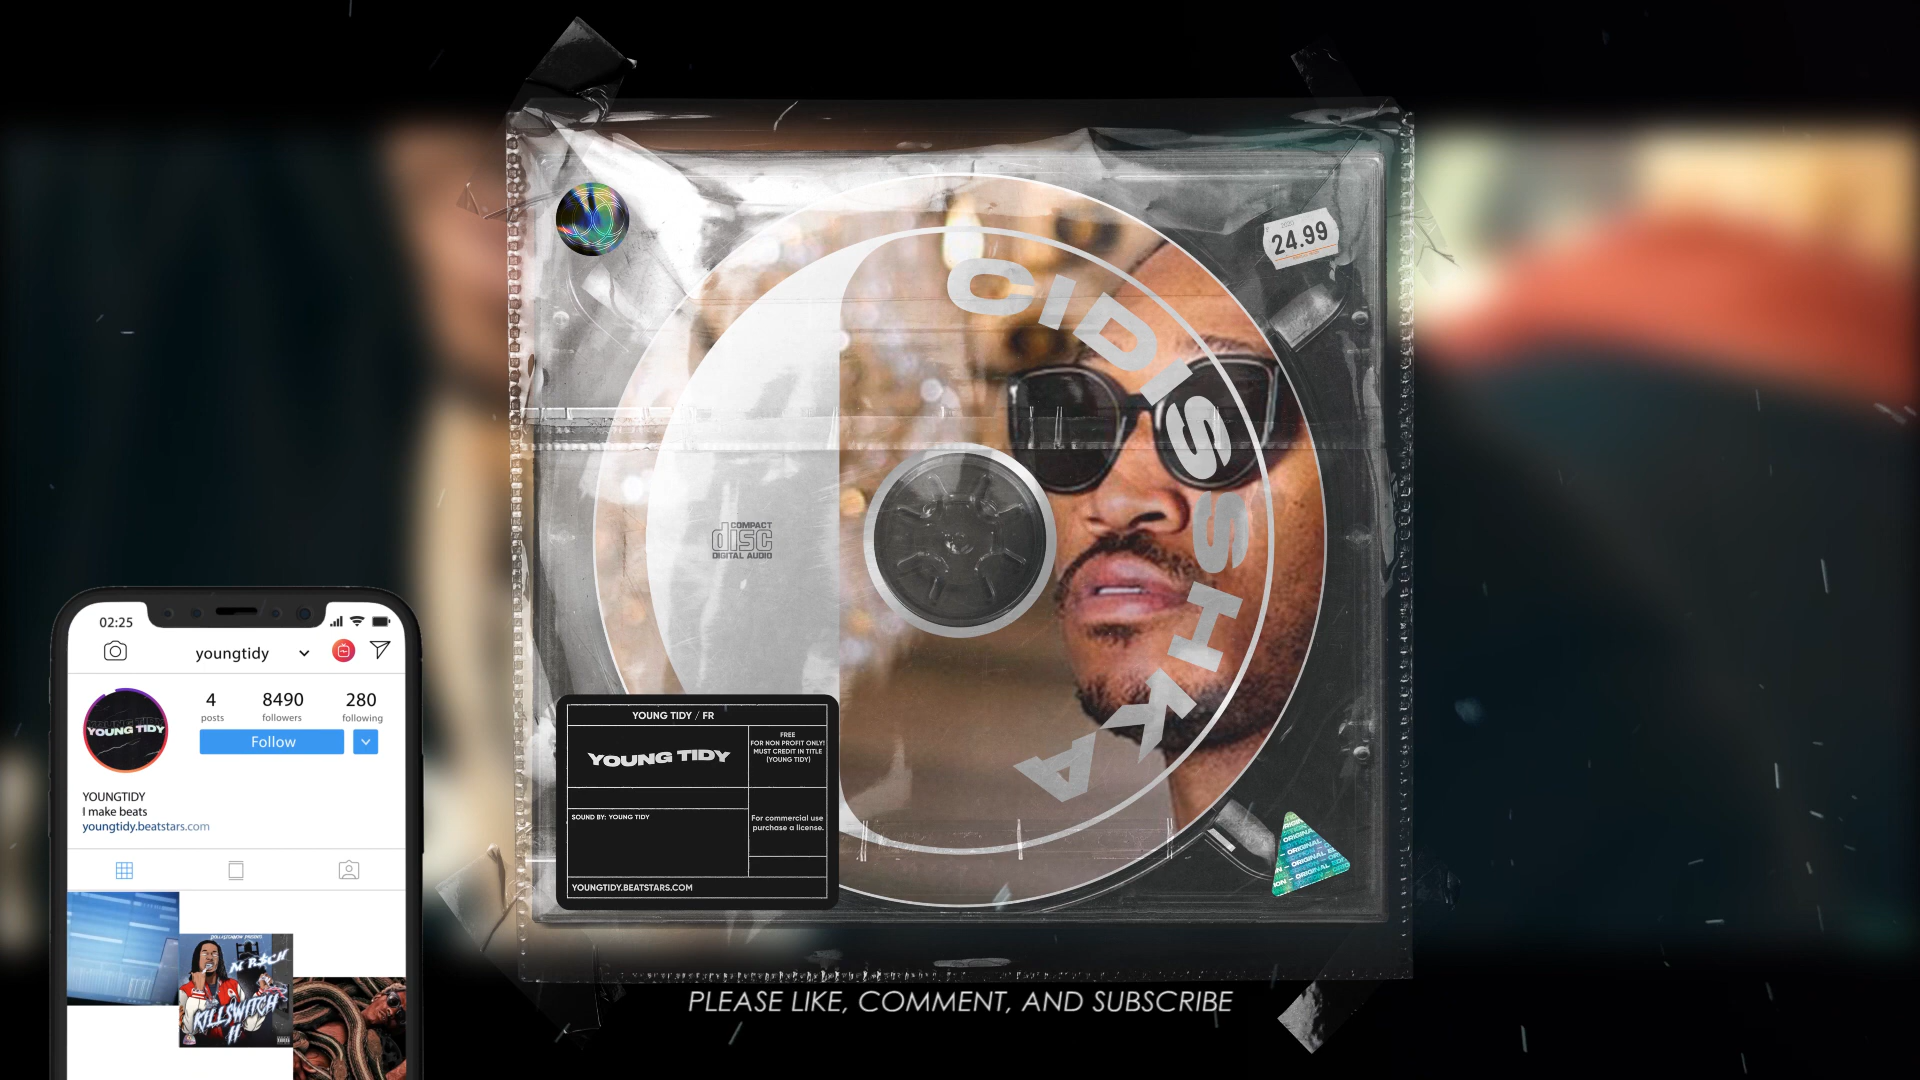 24.99
CIDISSHKA
COMPACT
disc
DIGITAL AUDIO
YOUNG TIDY / FR
YOUNG TIDY
FREE
FOR NON PROFIT ONLY!
MUST CREDIT IN TITLE
(YOUNG TIDY)
SOUND BY: YOUNG TIDY
For commercial use
purchase a license.
YOUNGTIDY.BEATSTARS.COM
ORIGINAL
PLEASE LIKE, COMMENT, AND SUBSCRIBE
02:25
youngtidy
YOUNG TIDY
4 8490 280
posts followers following
Follow
YOUNGTIDY
I make beats
youngtidy.beatstars.com
KILLSWITCH
II